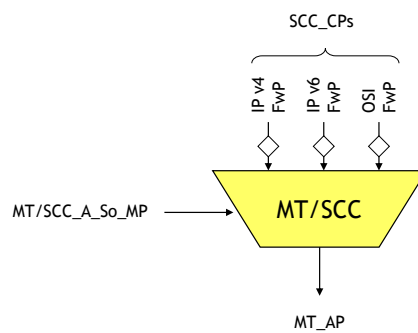 SCC_CPs
IP v4
FwP
IP v6
FwP
OSI
FwP
MT/SCC_A_So_MP
MT/SCC
MT_AP